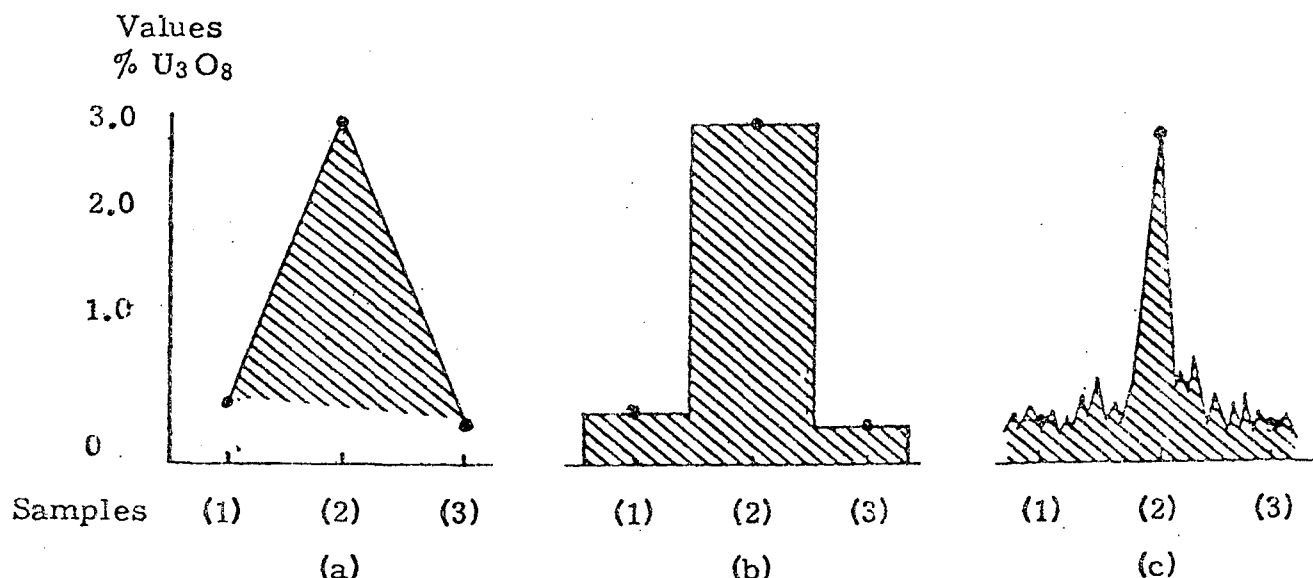 Values
% U₃O₈
3.0
2.0
1.0
0
Samples (1) (2) (3) (1) (2) (3) (1) (2) (3)
(a) (b) (c)